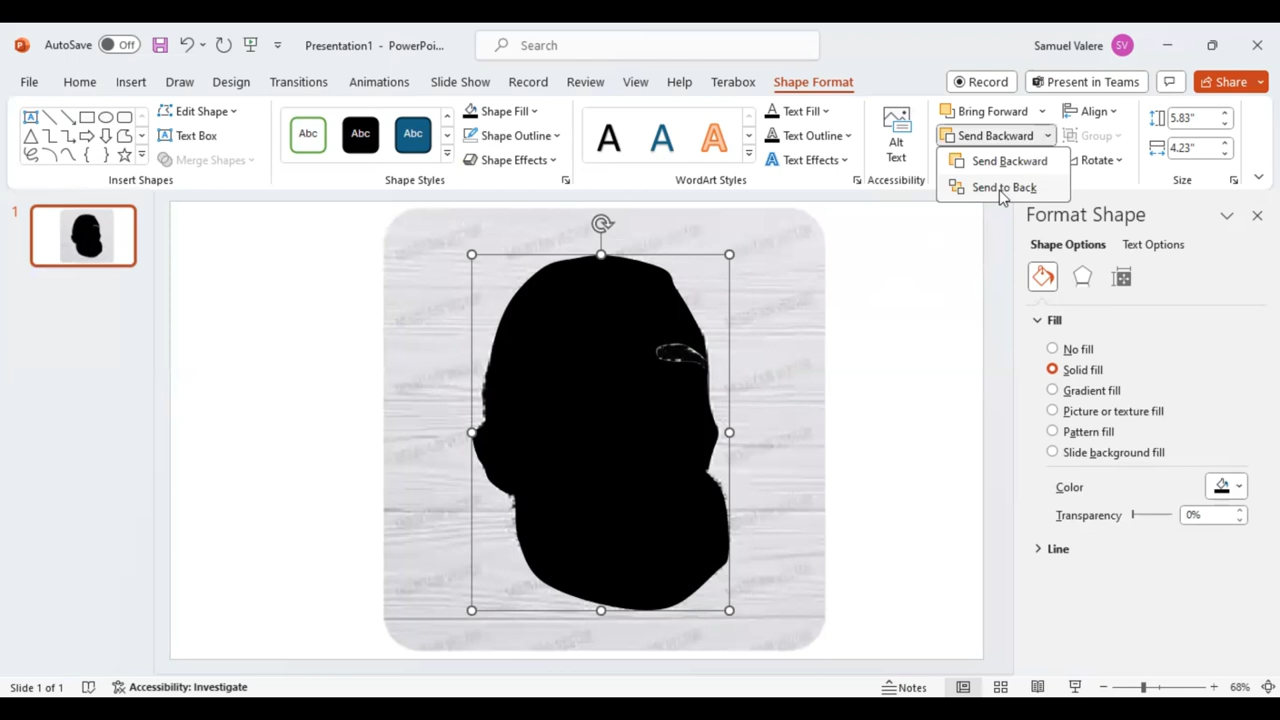 AutoSave Off Presentation1 - PowerPoi... Search Samuel Valere SV
File Home Insert Draw Design Transitions Animations Slide Show Record Review View Help Terabox Shape Format Record Present in Teams Share
Edit Shape Abc Abc Abc Shape Fill A A A Text Fill Alt Text Bring Forward Align 5.83"
Text Box Shape Outline Text Outline Send Backward Group
Merge Shapes Shape Effects Text Effects Send Backward Rotate 4.23"
Insert Shapes Shape Styles WordArt Styles Accessibility Send to Back Size
1
Format Shape
Shape Options Text Options
Fill
No fill
Solid fill
Gradient fill
Picture or texture fill
Pattern fill
Slide background fill
Color
Transparency 0%
Line
Slide 1 of 1 Accessibility: Investigate Notes 68%